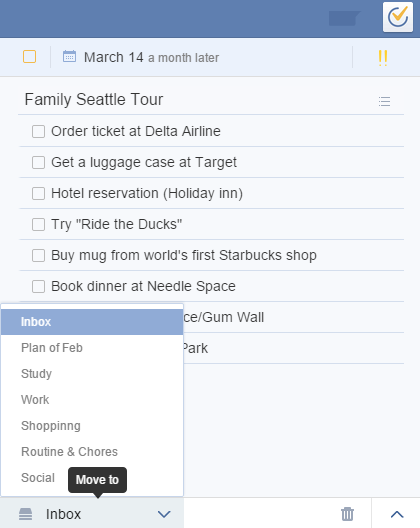 March 14 a month later
!!
Family Seattle Tour
Order ticket at Delta Airline
Get a luggage case at Target
Hotel reservation (Holiday inn)
Try "Ride the Ducks"
Buy mug from world's first Starbucks shop
Book dinner at Needle Space
ce/Gum Wall
Park
Inbox
Plan of Feb
Study
Work
Shoppinng
Routine & Chores
Social
Move to
Inbox